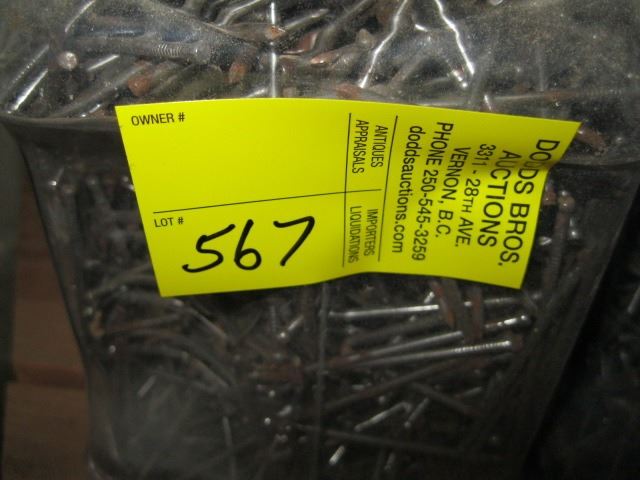 OWNER #
LOT #
567
ANTIQUES
APPRAISALS
IMPORTERS
LIQUIDATIONS
DODDS BROS.
AUCTIONS
3311 - 28TH AVE.
VERNON, B.C.
PHONE 250-545-3259
doddsauctions.com